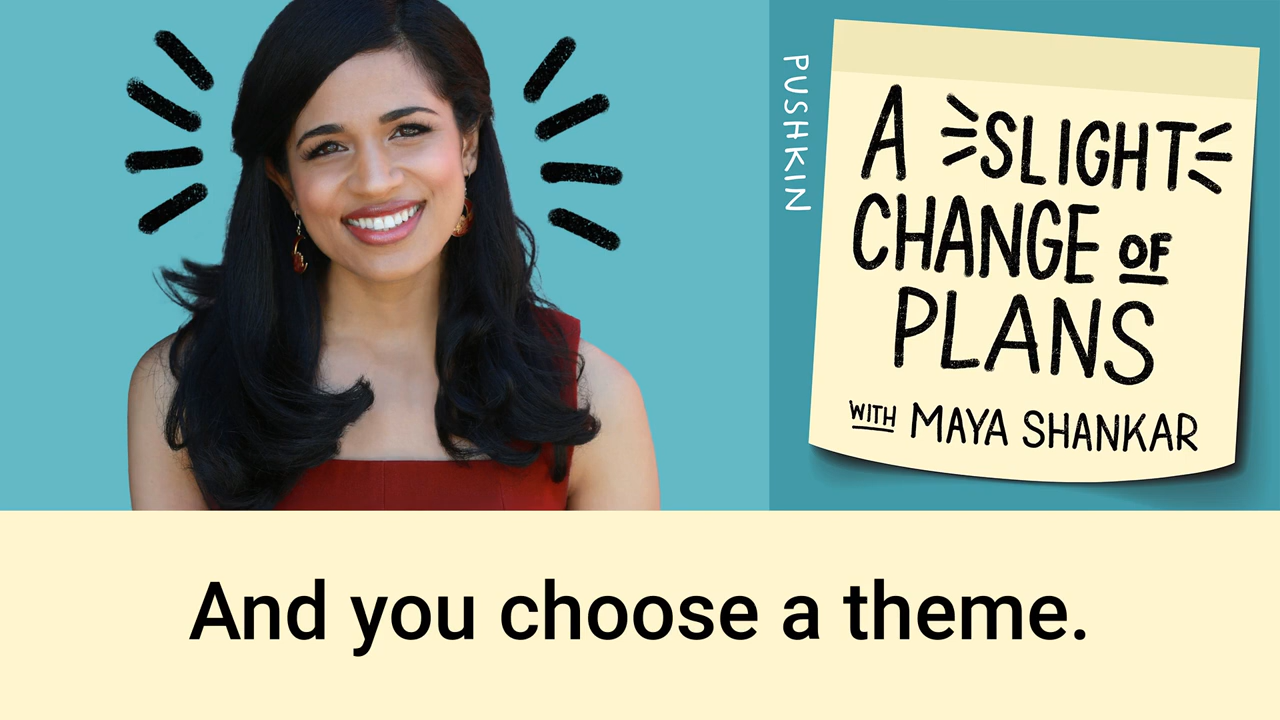 PUSHKIN
A SLIGHT
CHANGE OF
PLANS
WITH MAYA SHANKAR
And you choose a theme.